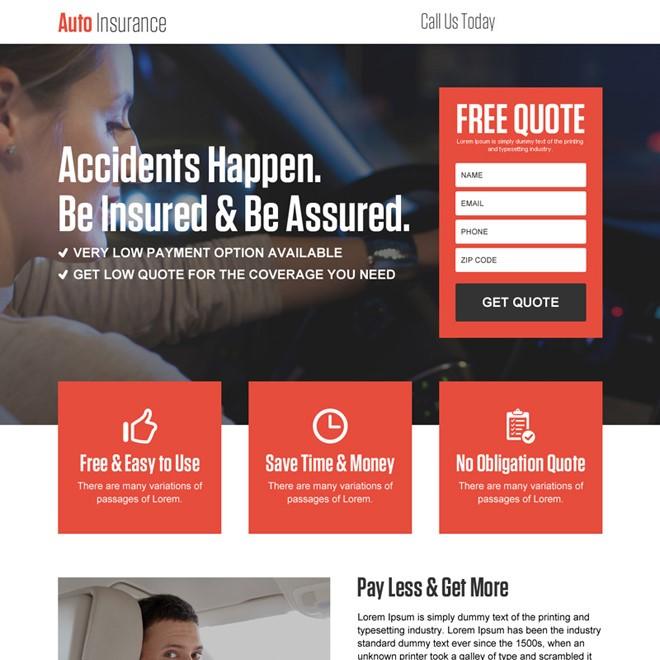 Auto Insurance
Call Us Today
Accidents Happen.
Be Insured & Be Assured.
VERY LOW PAYMENT OPTION AVAILABLE
GET LOW QUOTE FOR THE COVERAGE YOU NEED
FREE QUOTE
Lorem Ipsum is simply dummy text of the printing
and typesetting industry.
NAME
EMAIL
PHONE
ZIP CODE
GET QUOTE
Free & Easy to Use
There are many variations of
passages of Lorem.
Save Time & Money
There are many variations of
passages of Lorem.
No Obligation Quote
There are many variations of
passages of Lorem.
Pay Less & Get More
Lorem Ipsum is simply dummy text of the printing and
typesetting industry. Lorem Ipsum has been the industry
standard dummy text ever since the 1500s, when an
unknown printer took a galley of type and scrambled it